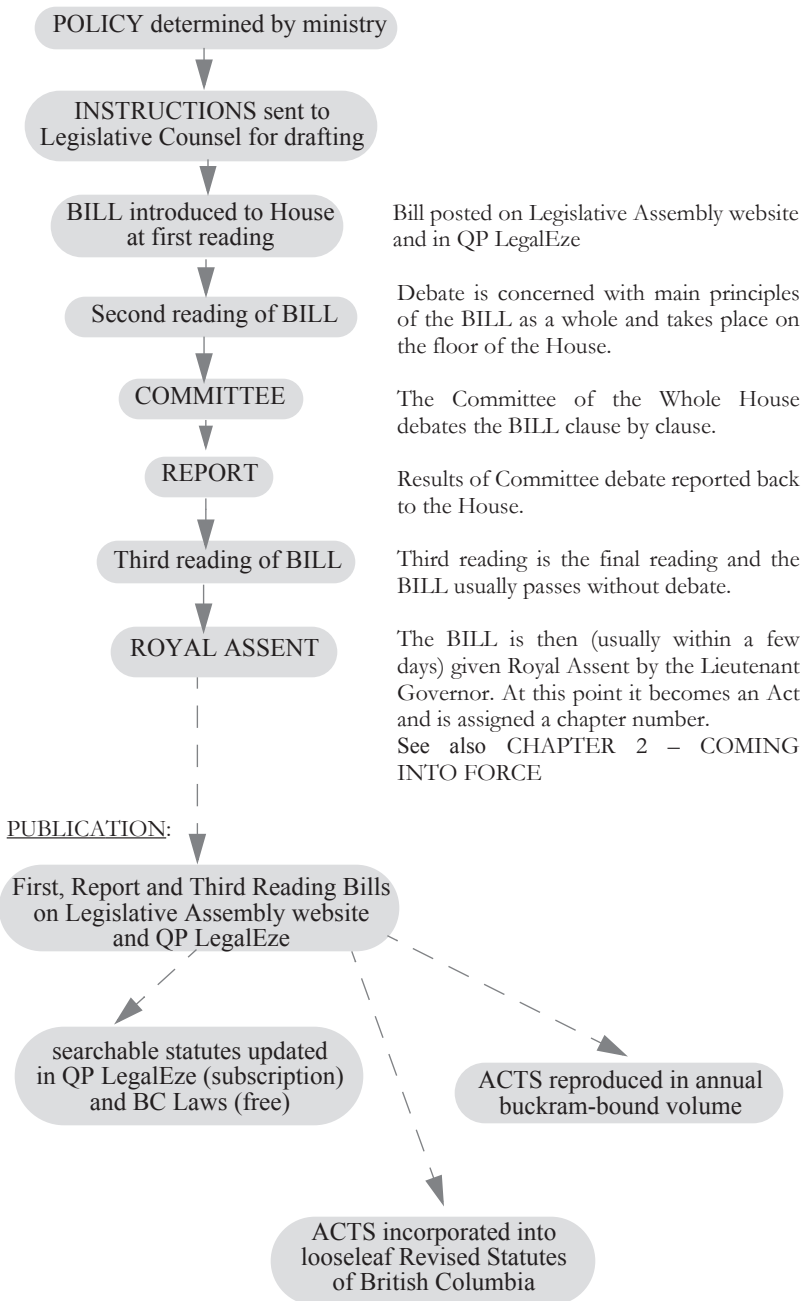 POLICY determined by ministry
INSTRUCTIONS sent to
Legislative Counsel for drafting
BILL introduced to House
at first reading
Bill posted on Legislative Assembly website
and in QP LegalEze
Second reading of BILL
Debate is concerned with main principles
of the BILL as a whole and takes place on
the floor of the House.
COMMITTEE
The Committee of the Whole House
debates the BILL clause by clause.
REPORT
Results of Committee debate reported back
to the House.
Third reading of BILL
Third reading is the final reading and the
BILL usually passes without debate.
ROYAL ASSENT
The BILL is then (usually within a few
days) given Royal Assent by the Lieutenant
Governor. At this point it becomes an Act
and is assigned a chapter number.
See also CHAPTER 2 – COMING
INTO FORCE
PUBLICATION:
First, Report and Third Reading Bills
on Legislative Assembly website
and QP LegalEze
searchable statutes updated
in QP LegalEze (subscription)
and BC Laws (free)
ACTS reproduced in annual
buckram-bound volume
ACTS incorporated into
looseleaf Revised Statutes
of British Columbia